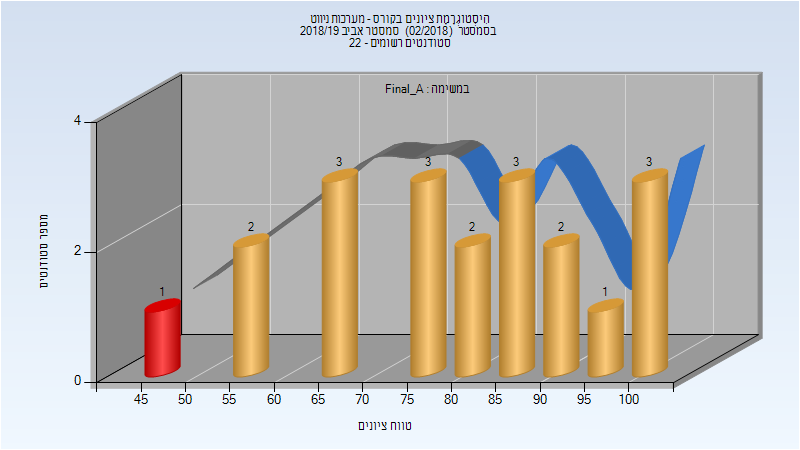 היסטוגרמת ציונים בקורס - מערכות ניווט
בסמסטר (02/2018) סמסטר אביב 2018/19
סטודנטים רשומים - 22
במשימה : Final_A
4
2
0
מספר סטודנטים
1
2
3
3
2
3
2
1
3
45 50 55 60 65 70 75 80 85 90 95 100
טווח ציונים